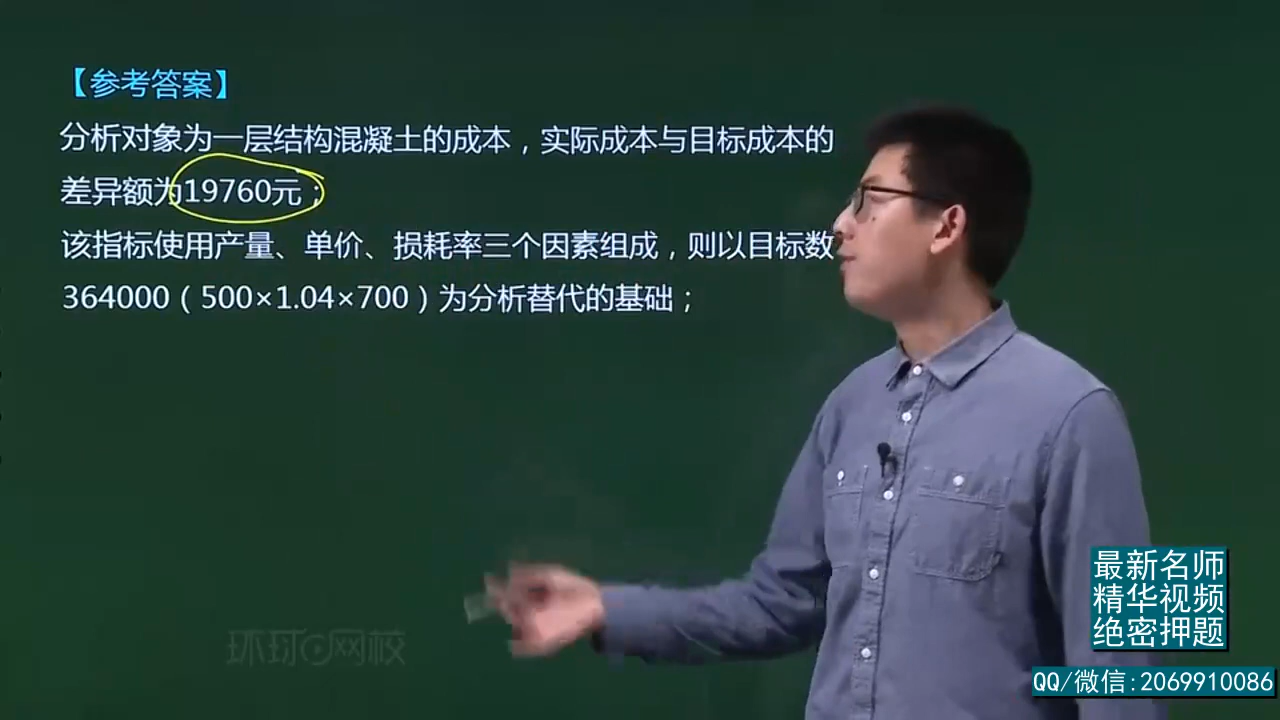 【参考答案】
分析对象为一层结构混凝土的成本，实际成本与目标成本的
差异额为19760元；
该指标使用产量、单价、损耗率三个因素组成，则以目标数
364000（500×1.04×700）为分析替代的基础；
环球网校
最新名师
精华视频
绝密押题
QQ/微信:2069910086